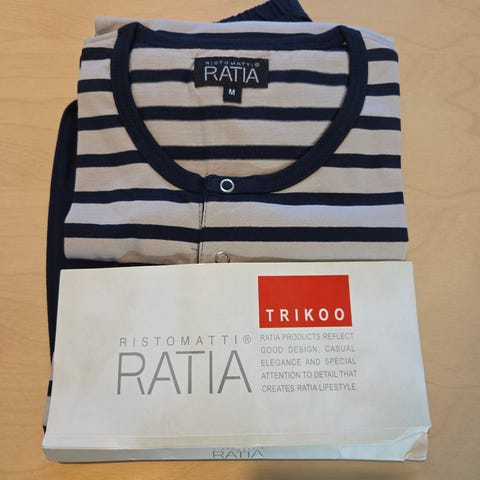 RISTOMATTI®
RATIA
M
TRIKOO
RISTOMATTI®
RATIA
RATIA PRODUCTS REFLECT
GOOD DESIGN, CASUAL
ELEGANCE AND SPECIAL
ATTENTION TO DETAIL THAT
CREATES RATIA LIFESTYLE.
RISTOMATTI®
RATIA